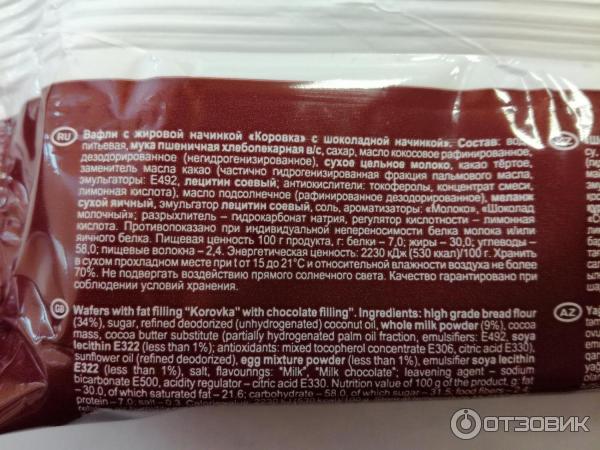 RU Вафли с жировой начинкой «Коровка» с шоколадной начинкой». Состав:
питьевая, мука пшеничная хлебопекарная в/с, сахар, масло кокосовое рафинированное,
дезодорированное (негидрогенизированное), сухое цельное молоко, какао тёртое,
заменитель масла какао (частично гидрогенизированная фракция пальмового масла,
эмульгаторы: Е492, лецитин соевый; антиокислители: токоферолы, концентрат смеси,
лимонная кислота), масло подсолнечное (рафинированное дезодорированное), меланж
сухой яичный, эмульгатор лецитин соевый, соль, ароматизаторы: «Молоко», «Шоколад
молочный»; разрыхлитель - гидрокарбонат натрия, регулятор кислотности – лимонная
кислота. Противопоказано при индивидуальной непереносимости белка молока и/или
яичного белка. Пищевая ценность 100 г продукта, г: белки – 7,0; жиры – 30,0; углеводы –
58,0; пищевые волокна – 2,4. Энергетическая ценность: 2230 кДж (530 ккал)/100 г. Хранить
в сухом прохладном месте при t от 15 до 21°С и относительной влажности воздуха не более
70%. Не подвергать воздействию прямого солнечного света. Качество гарантировано при
соблюдении условий хранения.
GB Wafers with fat filling "Korovka" with chocolate filling". Ingredients: high grade bread flour
(34%), sugar, refined deodorized (unhydrogenated) coconut oil, whole milk powder (9%), cocoa
mass, cocoa butter substitute (partially hydrogenated palm oil fraction, emulsifiers: E492, soya
lecithin E322 (less than 1%); antioxidants: mixed tocopherol concentrate E306, citric acid E330),
sunflower oil (refined deodorized), egg mixture powder (less than 1%), emulsifier soya lecithin
E322 (less than 1%), salt, flavourngs: "Milk", "Milk chocolate"; leavening agent – sodium
bicarbonate E500, acidity regulator – citric acid E330. Nutrition value of 100 g of the product, g: fat
– 30.0, of which saturated fat - 21.6; carbohydrate – 58.0, of which sugar – 31.5; food fibers –
protein – 7.0; salt – 0.3.
AZ
ОТЗОВИК